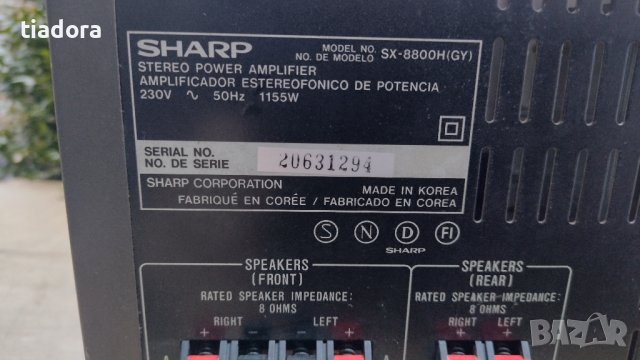 tiadora
SHARP
MODEL NO.
NO. DE MODELO
SX-8800H(GY)
STEREO POWER AMPLIFIER
AMPLIFICADOR ESTEREOFONICO DE POTENCIA
230V ∿ 50Hz 1155W
SERIAL NO.
NO. DE SERIE
20631294
SHARP CORPORATION
MADE IN KOREA
FABRIQUÉ EN CORÉE / FABRICADO EN COREA
S N D FI
SHARP
SPEAKERS
(FRONT)
RATED SPEAKER IMPEDANCE:
8 OHMS
RIGHT LEFT
+ − − +
SPEAKERS
(REAR)
RATED SPEAKER IMPEDANCE:
8 OHMS
RIGHT LEFT
+ +
BAZAR